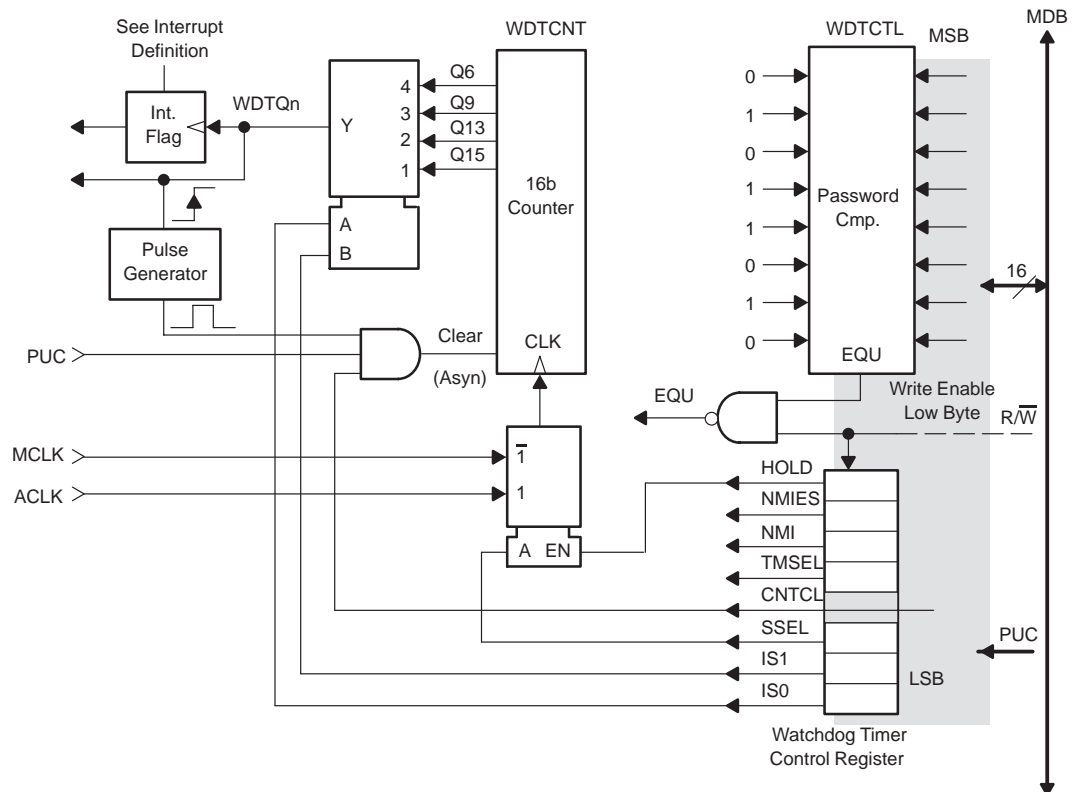 See Interrupt
Definition
Int.
Flag
WDTQn
Y
4
3
2
1
A
B
Q6
Q9
Q13
Q15
WDTCNT
16b
Counter
CLK
Pulse
Generator
PUC
Clear
(Asyn)
MCLK
ACLK
1
1
A EN
WDTCTL
MSB
MDB
0
1
0
1
1
0
1
0
Password
Cmp.
EQU
16
EQU
Write Enable
Low Byte
R/W̅
HOLD
NMIES
NMI
TMSEL
CNTCL
SSEL
IS1
IS0
PUC
LSB
Watchdog Timer
Control Register